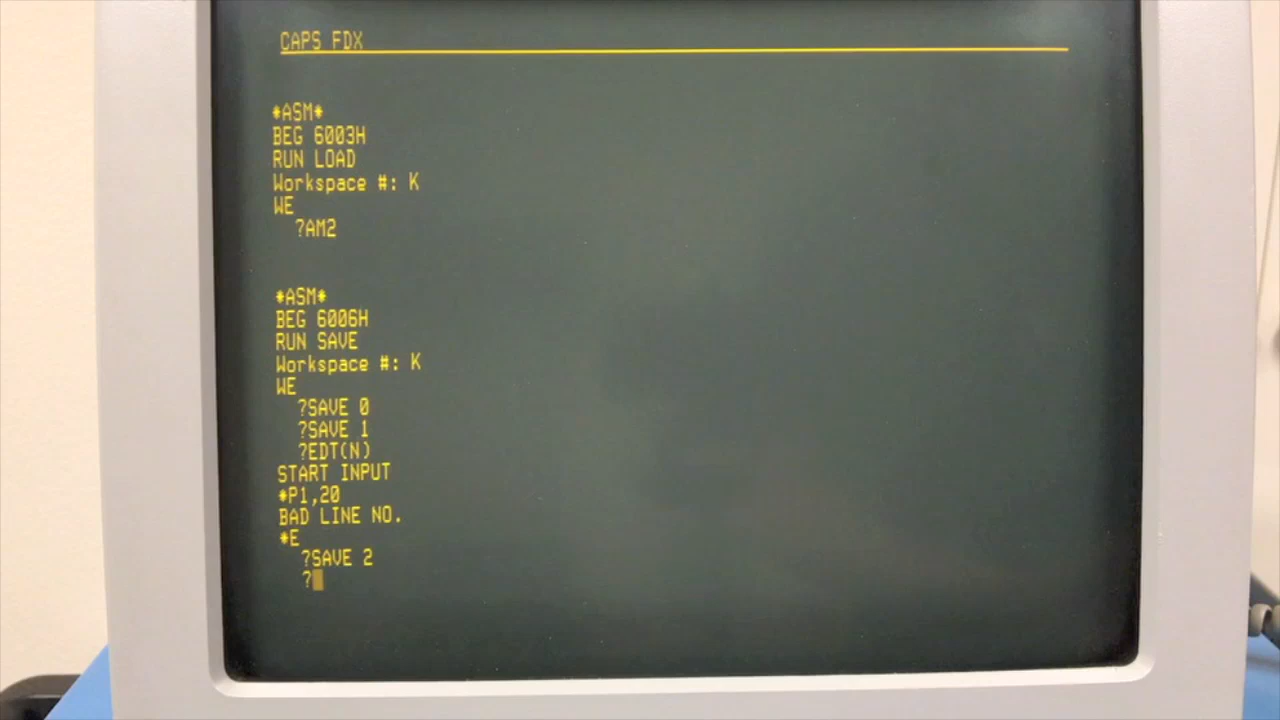 CAPS FDX
*ASM*
BEG 6003H
RUN LOAD
Workspace #: K
WE
?AM2
*ASM*
BEG 6006H
RUN SAVE
Workspace #: K
WE
?SAVE 0
?SAVE 1
?EDT(N)
START INPUT
*P1,20
BAD LINE NO.
*E
?SAVE 2
?